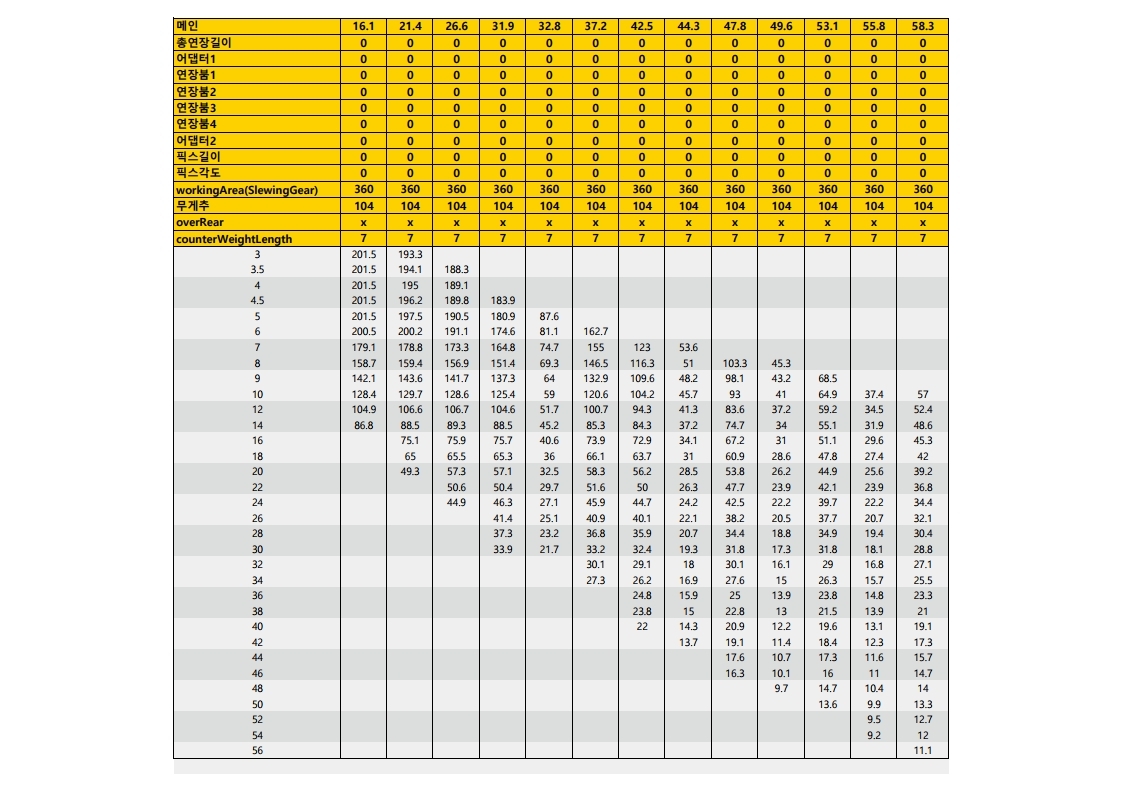 메인 16.1 21.4 26.6 31.9 32.8 37.2 42.5 44.3 47.8 49.6 53.1 55.8 58.3
총연장길이 0 0 0 0 0 0 0 0 0 0 0 0 0
어댑터1 0 0 0 0 0 0 0 0 0 0 0 0 0
연장붐1 0 0 0 0 0 0 0 0 0 0 0 0 0
연장붐2 0 0 0 0 0 0 0 0 0 0 0 0 0
연장붐3 0 0 0 0 0 0 0 0 0 0 0 0 0
연장붐4 0 0 0 0 0 0 0 0 0 0 0 0 0
어댑터2 0 0 0 0 0 0 0 0 0 0 0 0 0
픽스길이 0 0 0 0 0 0 0 0 0 0 0 0 0
픽스각도 0 0 0 0 0 0 0 0 0 0 0 0 0
workingArea(SlewingGear) 360 360 360 360 360 360 360 360 360 360 360 360 360
무게추 104 104 104 104 104 104 104 104 104 104 104 104 104
overRear x x x x x x x x x x x x x
counterWeightLength 7 7 7 7 7 7 7 7 7 7 7 7 7
3 201.5 193.3
3.5 201.5 194.1 188.3
4 201.5 195 189.1
4.5 201.5 196.2 189.8 183.9
5 201.5 197.5 190.5 180.9 87.6
6 200.5 200.2 191.1 174.6 81.1 162.7
7 179.1 178.8 173.3 164.8 74.7 155 123 53.6
8 158.7 159.4 156.9 151.4 69.3 146.5 116.3 51 103.3 45.3
9 142.1 143.6 141.7 137.3 64 132.9 109.6 48.2 98.1 43.2 68.5
10 128.4 129.7 128.6 125.4 59 120.6 104.2 45.7 93 41 64.9 37.4 57
12 104.9 106.6 106.7 104.6 51.7 100.7 94.3 41.3 83.6 37.2 59.2 34.5 52.4
14 86.8 88.5 89.3 88.5 45.2 85.3 84.3 37.2 74.7 34 55.1 31.9 48.6
16 75.1 75.9 75.7 40.6 73.9 72.9 34.1 67.2 31 51.1 29.6 45.3
18 65 65.5 65.3 36 66.1 63.7 31 60.9 28.6 47.8 27.4 42
20 49.3 57.3 57.1 32.5 58.3 56.2 28.5 53.8 26.2 44.9 25.6 39.2
22 50.6 50.4 29.7 51.6 50 26.3 47.7 23.9 42.1 23.9 36.8
24 44.9 46.3 27.1 45.9 44.7 24.2 42.5 22.2 39.7 22.2 34.4
26 41.4 25.1 40.9 40.1 22.1 38.2 20.5 37.7 20.7 32.1
28 37.3 23.2 36.8 35.9 20.7 34.4 18.8 34.9 19.4 30.4
30 33.9 21.7 33.2 32.4 19.3 31.8 17.3 31.8 18.1 28.8
32 30.1 29.1 18 30.1 16.1 29 16.8 27.1
34 27.3 26.2 16.9 27.6 15 26.3 15.7 25.5
36 24.8 15.9 25 13.9 23.8 14.8 23.3
38 23.8 15 22.8 13 21.5 13.9 21
40 22 14.3 20.9 12.2 19.6 13.1 19.1
42 13.7 19.1 11.4 18.4 12.3 17.3
44 17.6 10.7 17.3 11.6 15.7
46 16.3 10.1 16 11 14.7
48 9.7 14.7 10.4 14
50 13.6 9.9 13.3
52 9.5 12.7
54 9.2 12
56 11.1